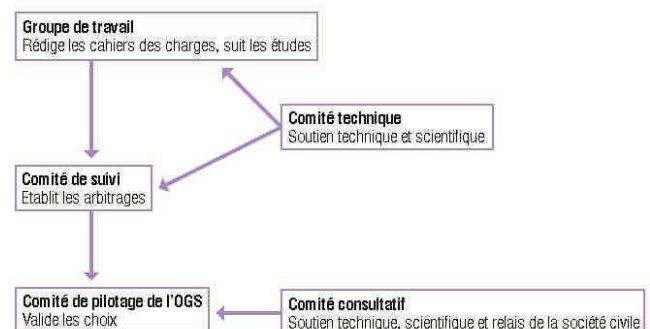 Groupe de travail
Rédige les cahiers des charges, suit les études
Comité technique
Soutien technique et scientifique
Comité de suivi
Etablit les arbitrages
Comité de pilotage de l'OGS
Valide les choix
Comité consultatif
Soutien technique, scientifique et relais de la société civile